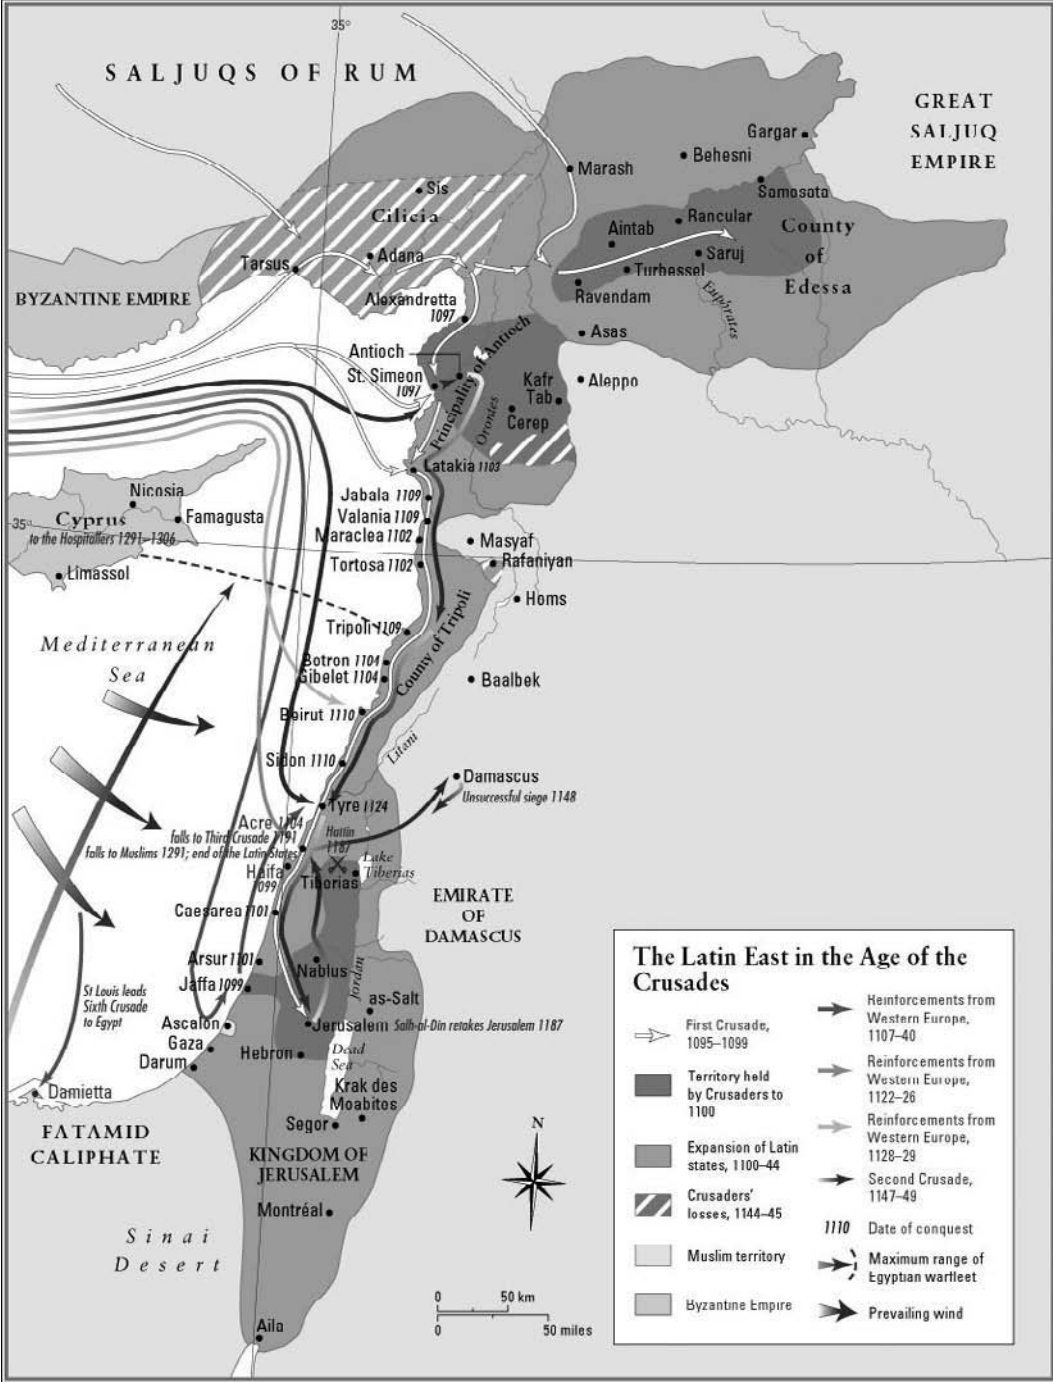 35°
SALJUQS OF RUM
GREAT
SALJUQ
EMPIRE
Gargar
Behesni
Marash
Samosata
Sis
Cilicia
Rancular
Aintab
County
of
Edessa
Saruj
Adana
Tarsus
Turbessel
Ravendam
Euphrates
BYZANTINE EMPIRE
Alexandretta
1097
Asas
Principality of Antioch
Antioch
St. Simeon
1097
Kafr
Tab
Aleppo
Orontes
Cerep
Latakia 1103
Nicosia
Jabala 1109
Cyprus
Famagusta
Valania 1109
35°
to the Hospitallers 1291–1306
Maraclea 1102
Masyaf
Tortosa 1102
Rafaniyan
Limassol
Homs
Tripoli 1109
County of Tripoli
Mediterranean
Sea
Botron 1104
Gibelet 1104
Baalbek
Beirut 1110
Litani
Sidon 1110
Damascus
Unsuccessful siege 1148
Tyre 1124
Acre 1104
falls to Third Crusade 1191
falls to Muslims 1291; end of the Latin States
Hattin
1187
Lake
Tiberias
Haifa
1099
Tiberias
EMIRATE
OF
DAMASCUS
Caesarea 1101
Arsur 1101
Nablus
Jordan
Jaffa 1099
as-Salt
St Louis leads
Sixth Crusade
to Egypt
Ascalon
Jerusalem
Salh-al-Din retakes Jerusalem 1187
Gaza
Hebron
Dead
Sea
Darum
Damietta
Krak des
Moabitos
Segor
FATAMID
CALIPHATE
KINGDOM OF
JERUSALEM
N
Montréal
Sinai
Desert
0 50 km
0 50 miles
Aila
The Latin East in the Age of the
Crusades
First Crusade,
1095–1099
Territory held
by Crusaders to
1100
Expansion of Latin
states, 1100–44
Crusaders'
losses, 1144–45
Muslim territory
Byzantine Empire
Reinforcements from
Western Europe,
1107–40
Reinforcements from
Western Europe,
1122–26
Reinforcements from
Western Europe,
1128–29
Second Crusade,
1147–49
1110 Date of conquest
Maximum range of
Egyptian warfleet
Prevailing wind